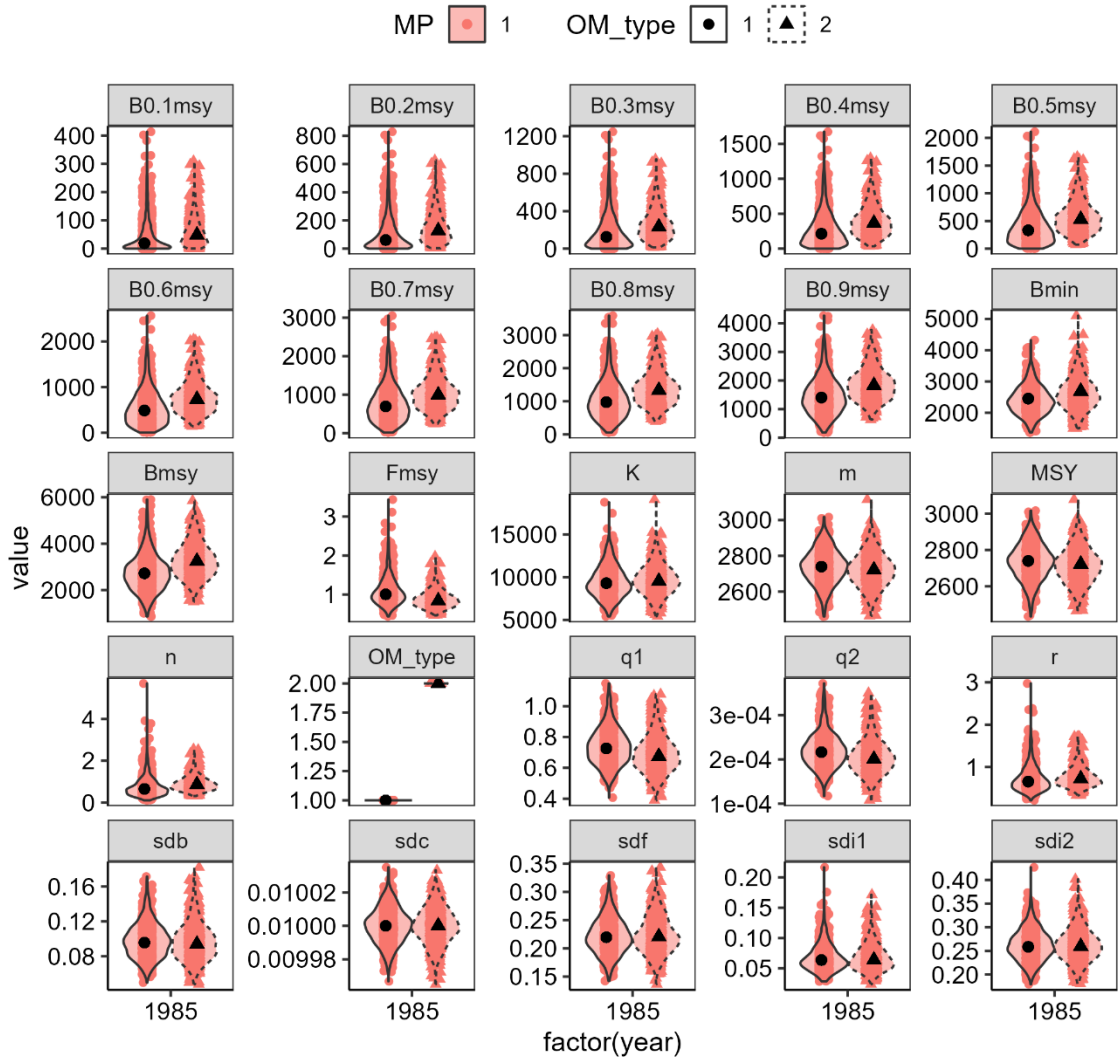 MP 1 OM_type 1 2
B0.1msy B0.2msy B0.3msy B0.4msy B0.5msy
400 800 1200 1500 2000
300 600 800 1000 1500
200 400 400 500 1000
100 200 0 0 500
0 0 0
B0.6msy B0.7msy B0.8msy B0.9msy Bmin
2000 3000 3000 4000 5000
1000 2000 2000 3000 4000
0 1000 1000 2000 3000
0 0 1000 2000
0
Bmsy Fmsy K m MSY
6000 3 15000 3000 3000
4000 2 10000 2800 2800
2000 1 5000 2600 2600
n OM_type q1 q2 r
4 2.00 1.0 3e-04 3
2 1.75 0.8 2e-04 2
0 1.50 0.6 1e-04 1
1.25 0.4
1.00
sdb sdc sdf sdi1 sdi2
0.16 0.01002 0.35 0.20 0.40
0.12 0.01000 0.30 0.15 0.35
0.08 0.00998 0.25 0.10 0.30
0.20 0.05 0.25
0.15 0.20
1985 1985 1985 1985 1985
value
factor(year)